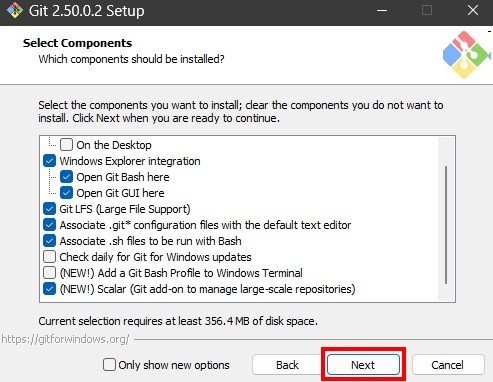 Git 2.50.0.2 Setup
Select Components
Which components should be installed?
Select the components you want to install; clear the components you do not want to
install. Click Next when you are ready to continue.
On the Desktop
Windows Explorer integration
Open Git Bash here
Open Git GUI here
Git LFS (Large File Support)
Associate .git* configuration files with the default text editor
Associate .sh files to be run with Bash
Check daily for Git for Windows updates
(NEW!) Add a Git Bash Profile to Windows Terminal
(NEW!) Scalar (Git add-on to manage large-scale repositories)
Current selection requires at least 356.4 MB of disk space.
https://gitforwindows.org/
Only show new options
Back
Next
Cancel